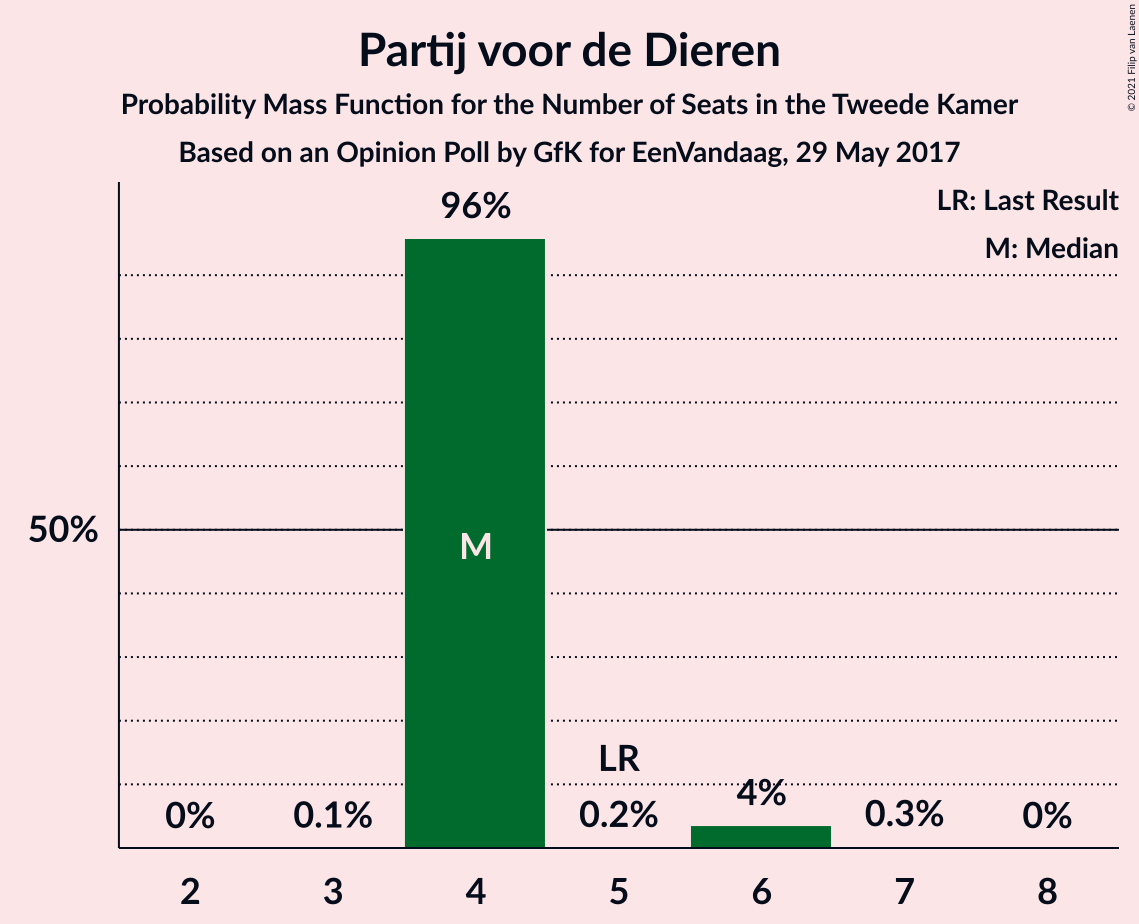 © 2021 Filip van Laenen
Partij voor de Dieren
Probability Mass Function for the Number of Seats in the Tweede Kamer
Based on an Opinion Poll by GfK for EenVandaag, 29 May 2017
LR: Last Result
M: Median
96%
50%
M
LR
0%
0.1%
0.2%
4%
0.3%
0%
2 3 4 5 6 7 8